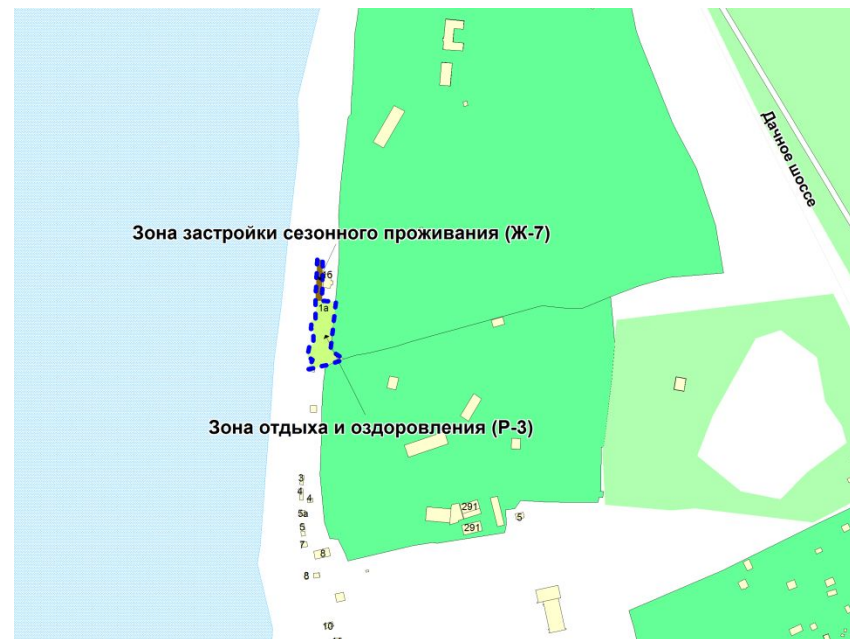 Дачное шоссе
Зона застройки сезонного проживания (Ж-7)
16
1а
Зона отдыха и оздоровления (Р-3)
3
4
4
5а
5
7
8
8
10
291
291
5